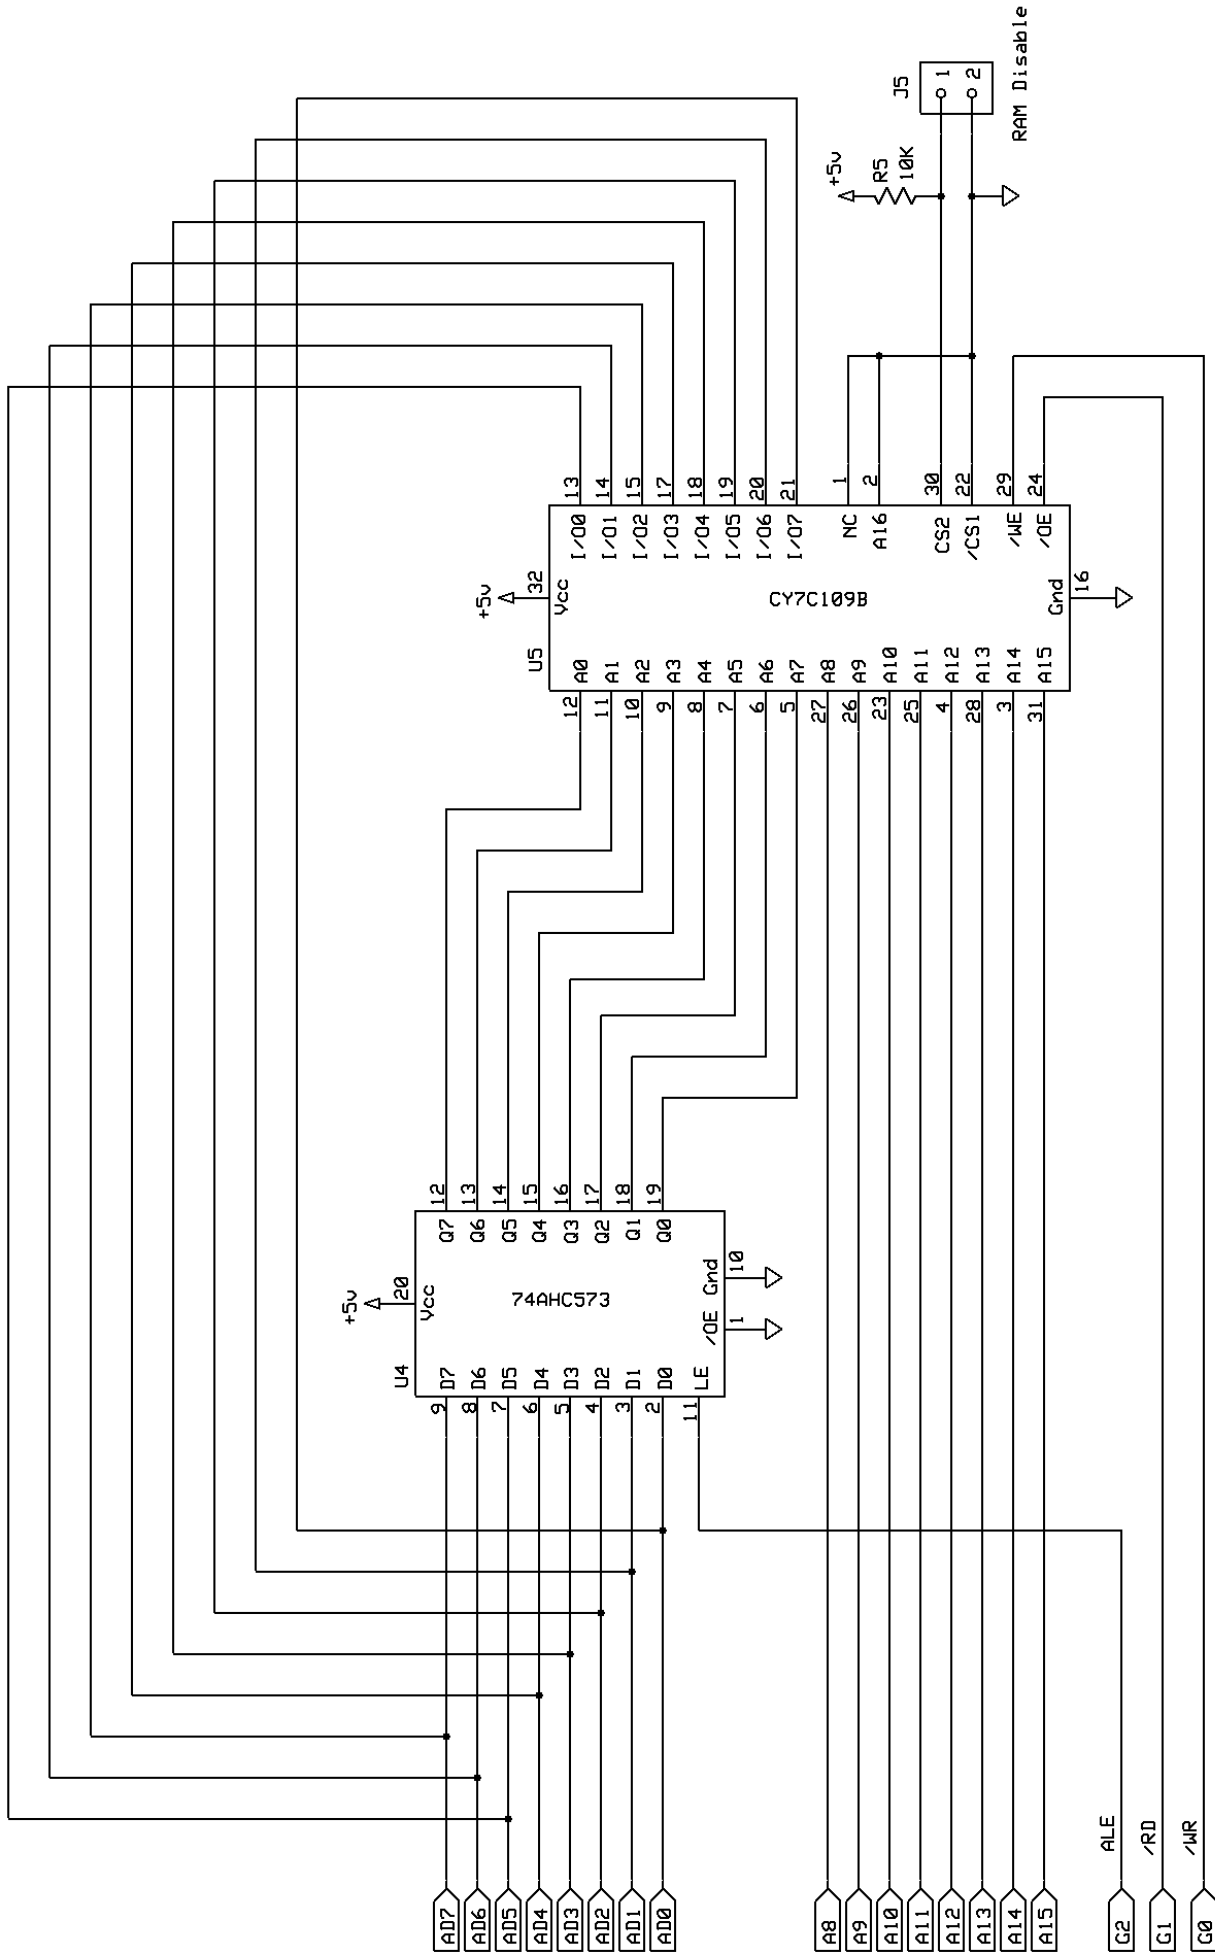 J5
1
2
RAM Disable
+5v
R5
10K
13
14
15
17
18
19
20
21
1
2
30
22
29
24
I/O0
I/O1
I/O2
I/O3
I/O4
I/O5
I/O6
I/O7
NC
A16
CS2
/CS1
/WE
/OE
+5v
32
Vcc
CY7C109B
Gnd
16
U5
A0
A1
A2
A3
A4
A5
A6
A7
A8
A9
A10
A11
A12
A13
A14
A15
12
11
10
9
8
7
6
5
27
26
23
25
4
28
3
31
12
13
14
15
16
17
18
19
Q7
Q6
Q5
Q4
Q3
Q2
Q1
Q0
+5v
20
Vcc
74AHC573
Gnd
10
/OE
1
U4
D7
D6
D5
D4
D3
D2
D1
D0
LE
9
8
7
6
5
4
3
2
11
ALE
/RD
/WR
AD7
AD6
AD5
AD4
AD3
AD2
AD1
AD0
A8
A9
A10
A11
A12
A13
A14
A15
G2
G1
G0